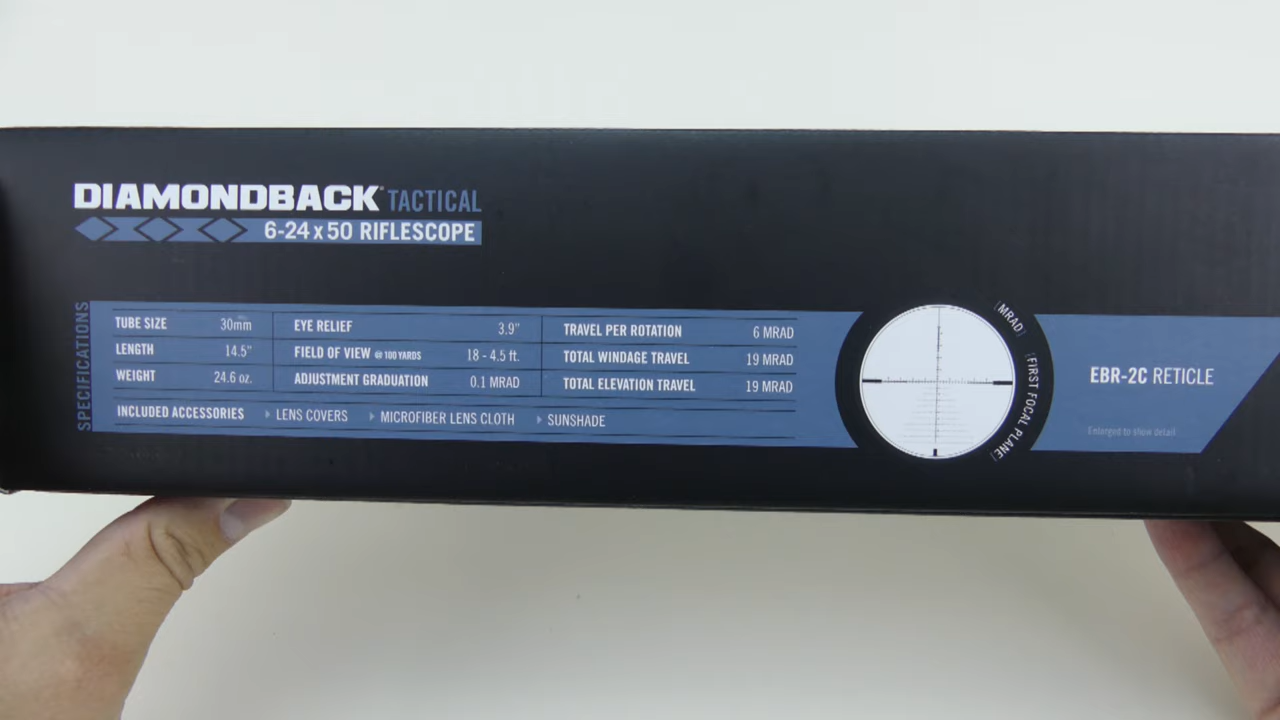 DIAMONDBACK® TACTICAL
6-24 x 50 RIFLESCOPE
SPECIFICATIONS
TUBE SIZE 30mm
LENGTH 14.5"
WEIGHT 24.6 oz.
EYE RELIEF 3.9"
FIELD OF VIEW @ 100 YARDS 18 - 4.5 ft.
ADJUSTMENT GRADUATION 0.1 MRAD
TRAVEL PER ROTATION 6 MRAD
TOTAL WINDAGE TRAVEL 19 MRAD
TOTAL ELEVATION TRAVEL 19 MRAD
INCLUDED ACCESSORIES LENS COVERS MICROFIBER LENS CLOTH SUNSHADE
(MRAD)
(FIRST FOCAL PLANE)
EBR-2C RETICLE
Enlarged to show detail